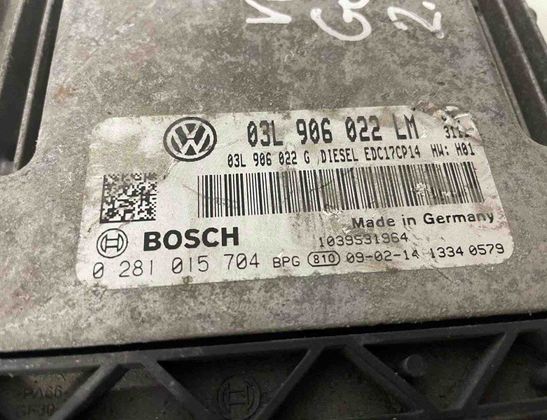 03L 906 022 LM
03L 906 022 G DIESEL EDC17CP14 HW: H01
Made in Germany
BOSCH 1039S31964
0 281 015 704 BPG 810 09-02-14 1334 0579